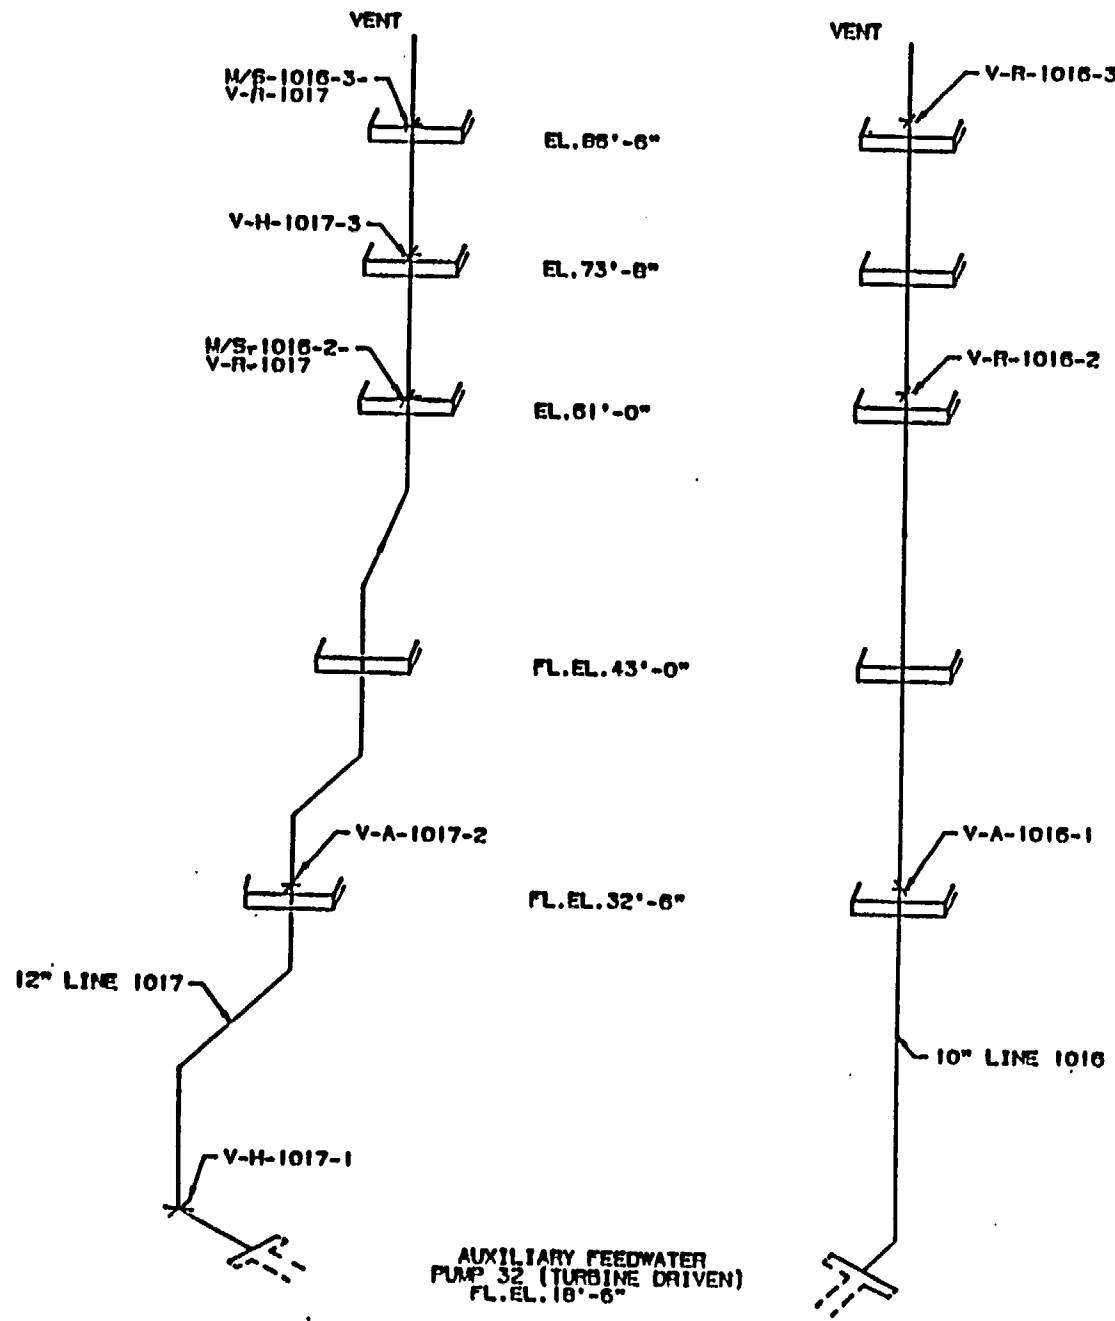 VENT
VENT
M/S-1016-3-
V-R-1017
V-R-1016-3
EL.86'-6"
V-H-1017-3
EL.73'-8"
M/S-1016-2-
V-R-1017
V-R-1016-2
EL.61'-0"
FL.EL.43'-0"
V-A-1017-2
V-A-1016-1
FL.EL.32'-6"
12" LINE 1017
10" LINE 1016
V-H-1017-1
AUXILIARY FEEDWATER
PUMP 32 (TURBINE DRIVEN)
FL.EL.18'-6"